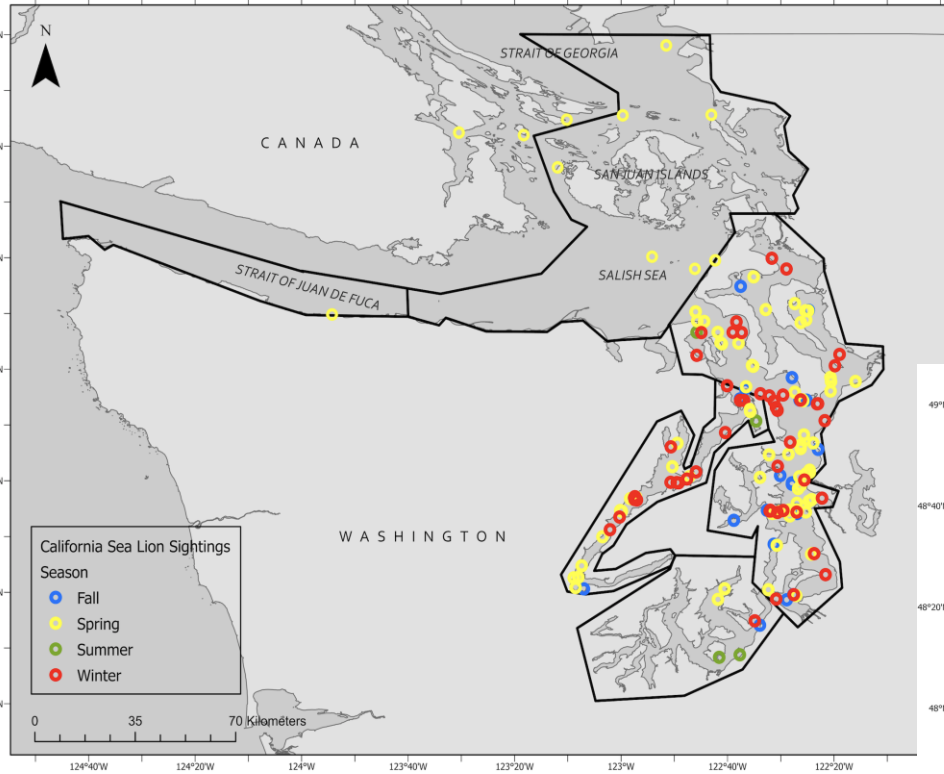 N
STRAIT OF GEORGIA
CANADA
SAN JUAN ISLANDS
STRAIT OF JUAN DE FUCA
SALISH SEA
49°
48°40'
WASHINGTON
California Sea Lion Sightings
Season
Fall
Spring
Summer
Winter
48°20'
0 35 70 Kilometers
48°
124°40'W 124°20'W 124°W 123°40'W 123°20'W 123°W 122°40'W 122°20'W